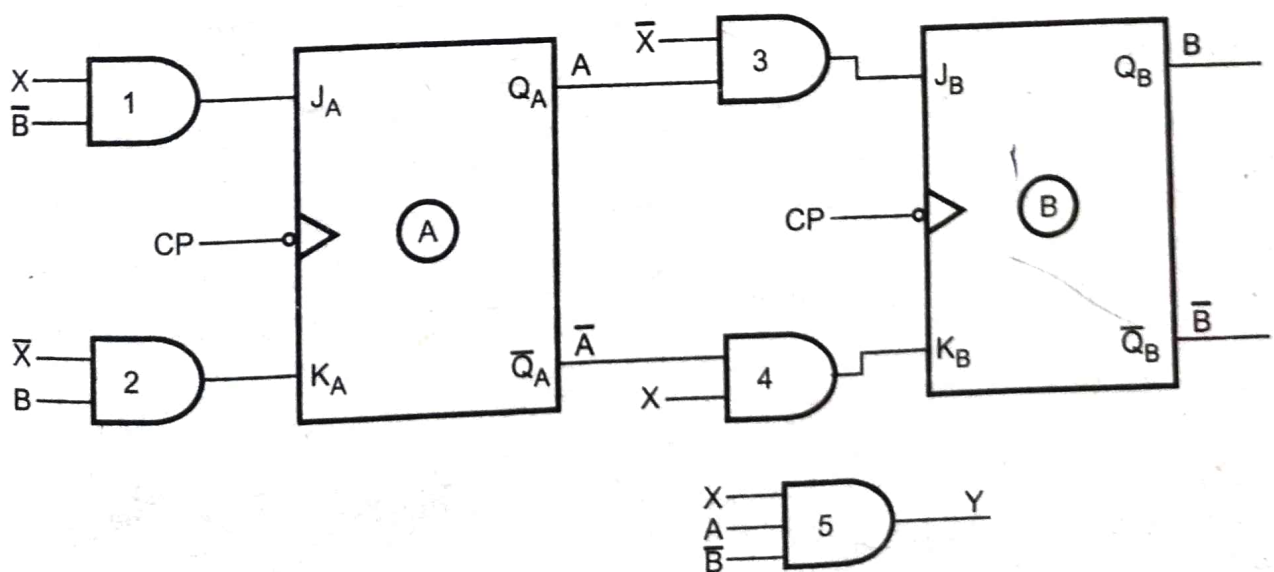 X
B̅
1
J_A
Q_A
A
CP
A
X̅
B
2
K_A
Q̅_A
A̅
X̅
3
J_B
Q_B
B
CP
B
X
4
K_B
Q̅_B
B̅
X
A
B̅
5
Y